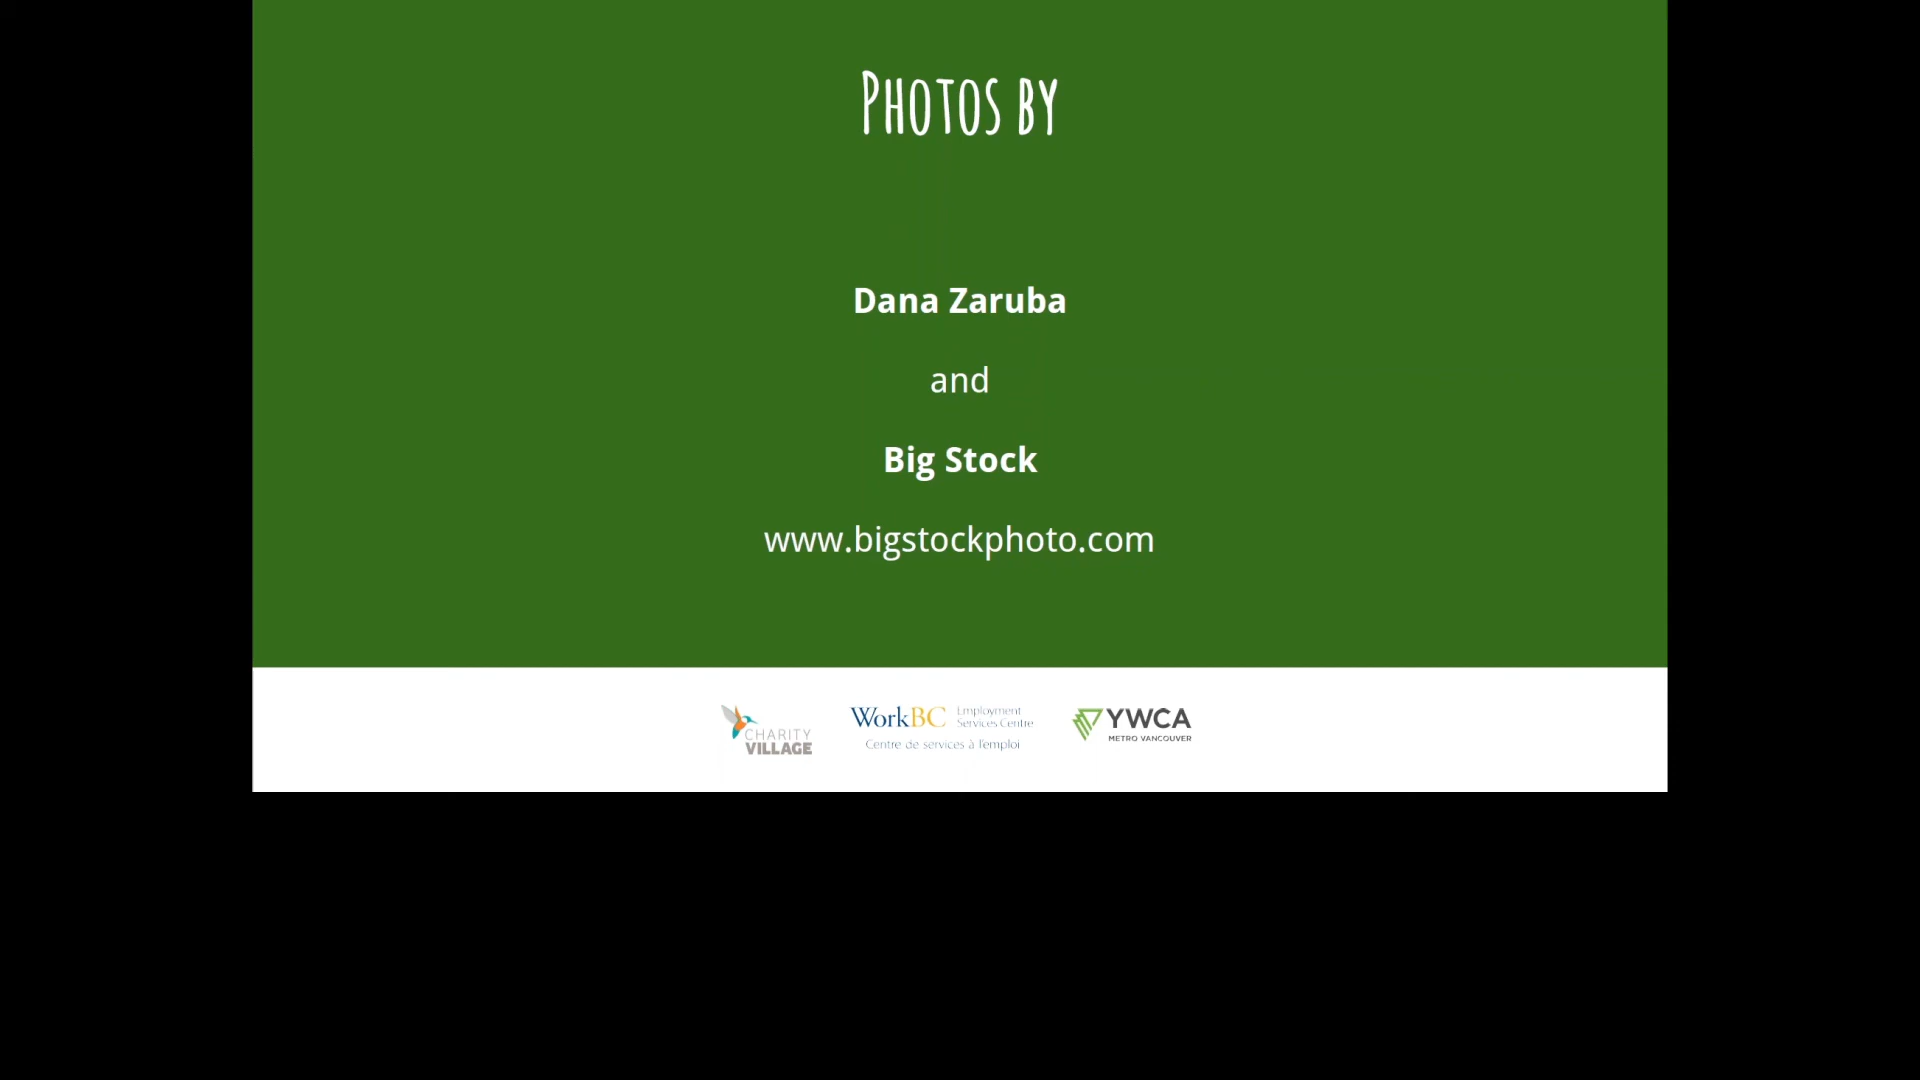 Photos by
Dana Zaruba
and
Big Stock
www.bigstockphoto.com
CHARITY
VILLAGE
WorkBC Employment
Services Centre
Centre de services à l'emploi
YWCA
METRO VANCOUVER